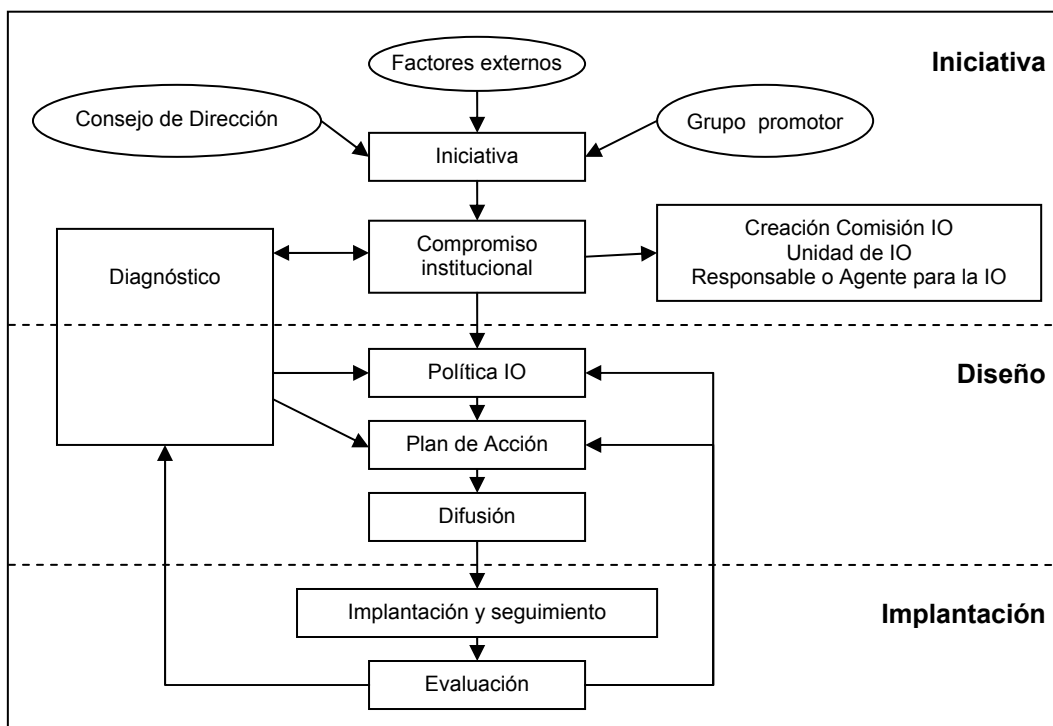 Factores externos
Iniciativa
Consejo de Dirección
Grupo promotor
Iniciativa
Creación Comisión IO
Unidad de IO
Responsable o Agente para la IO
Compromiso
institucional
Diagnóstico
Política IO
Diseño
Plan de Acción
Difusión
Implantación y seguimiento
Implantación
Evaluación